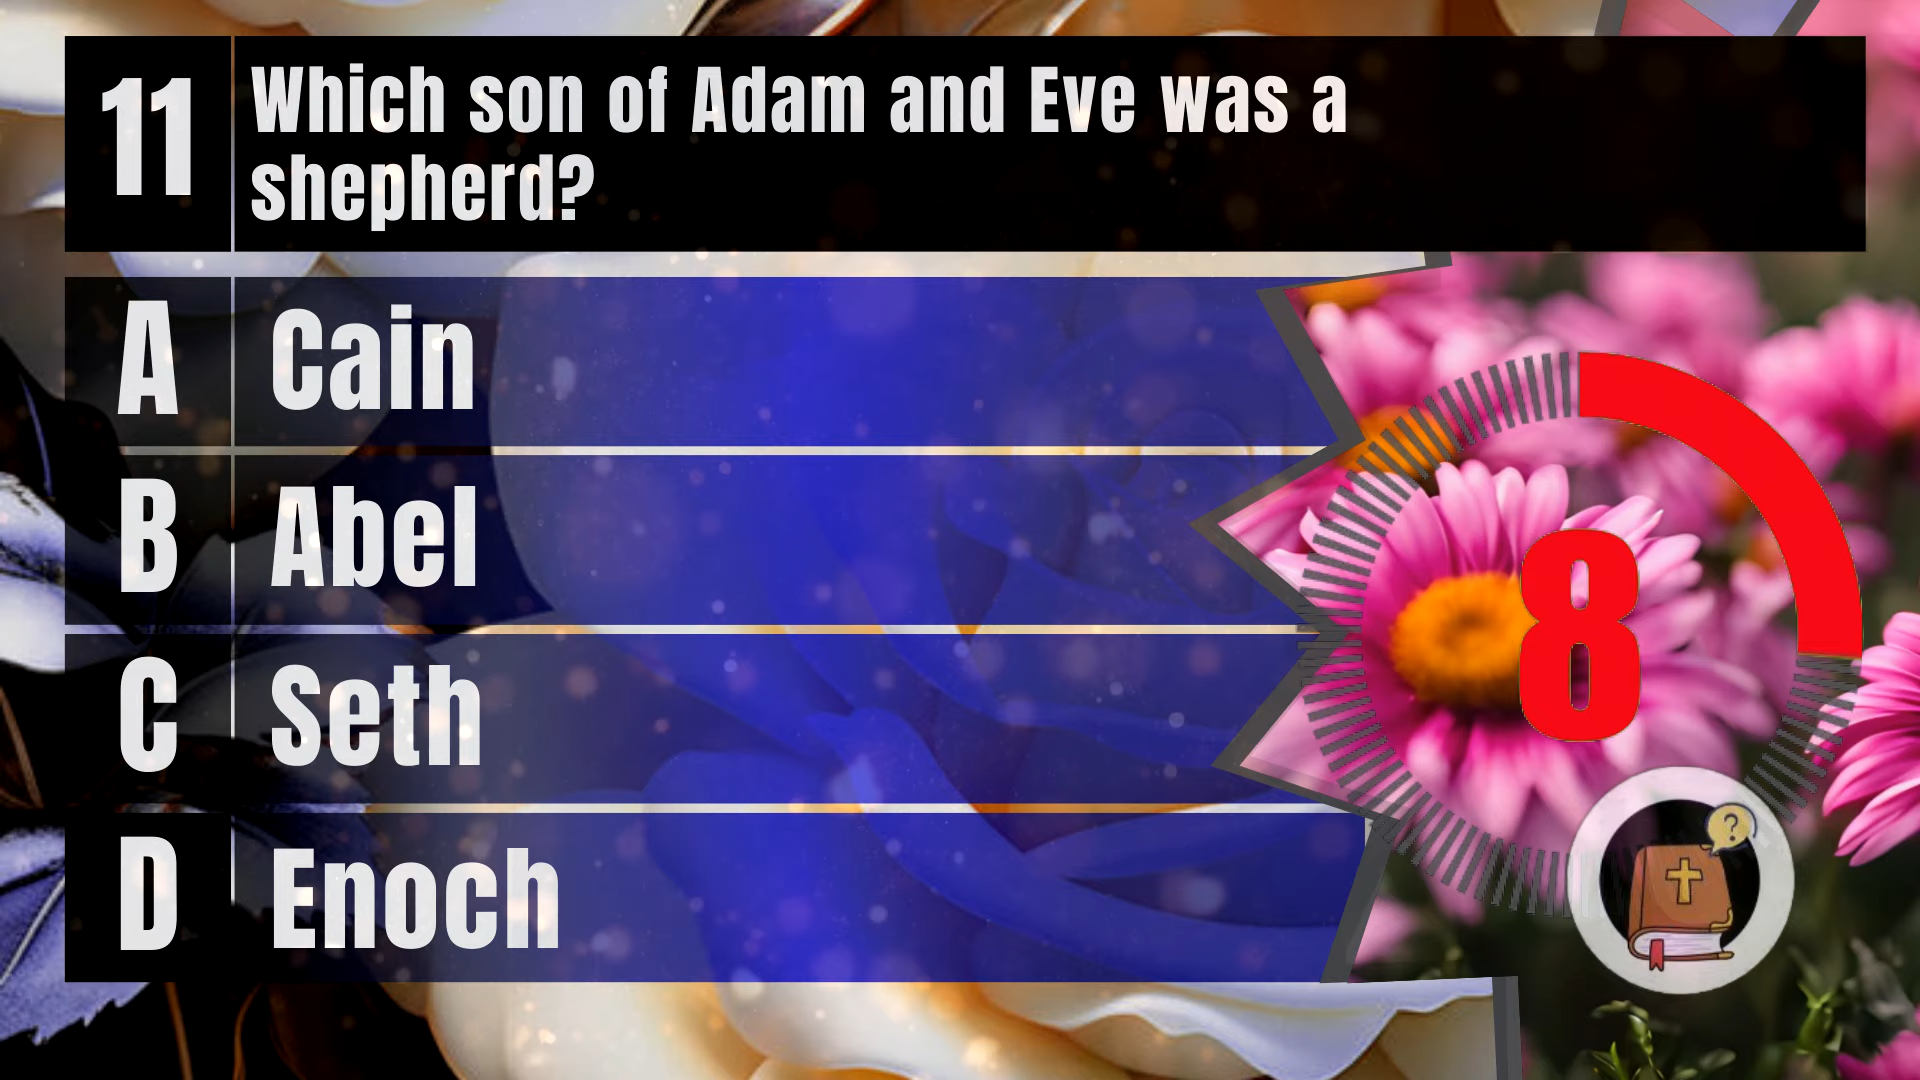 11
Which son of Adam and Eve was a
shepherd?
A
Cain
B
Abel
C
Seth
D
Enoch
8
?